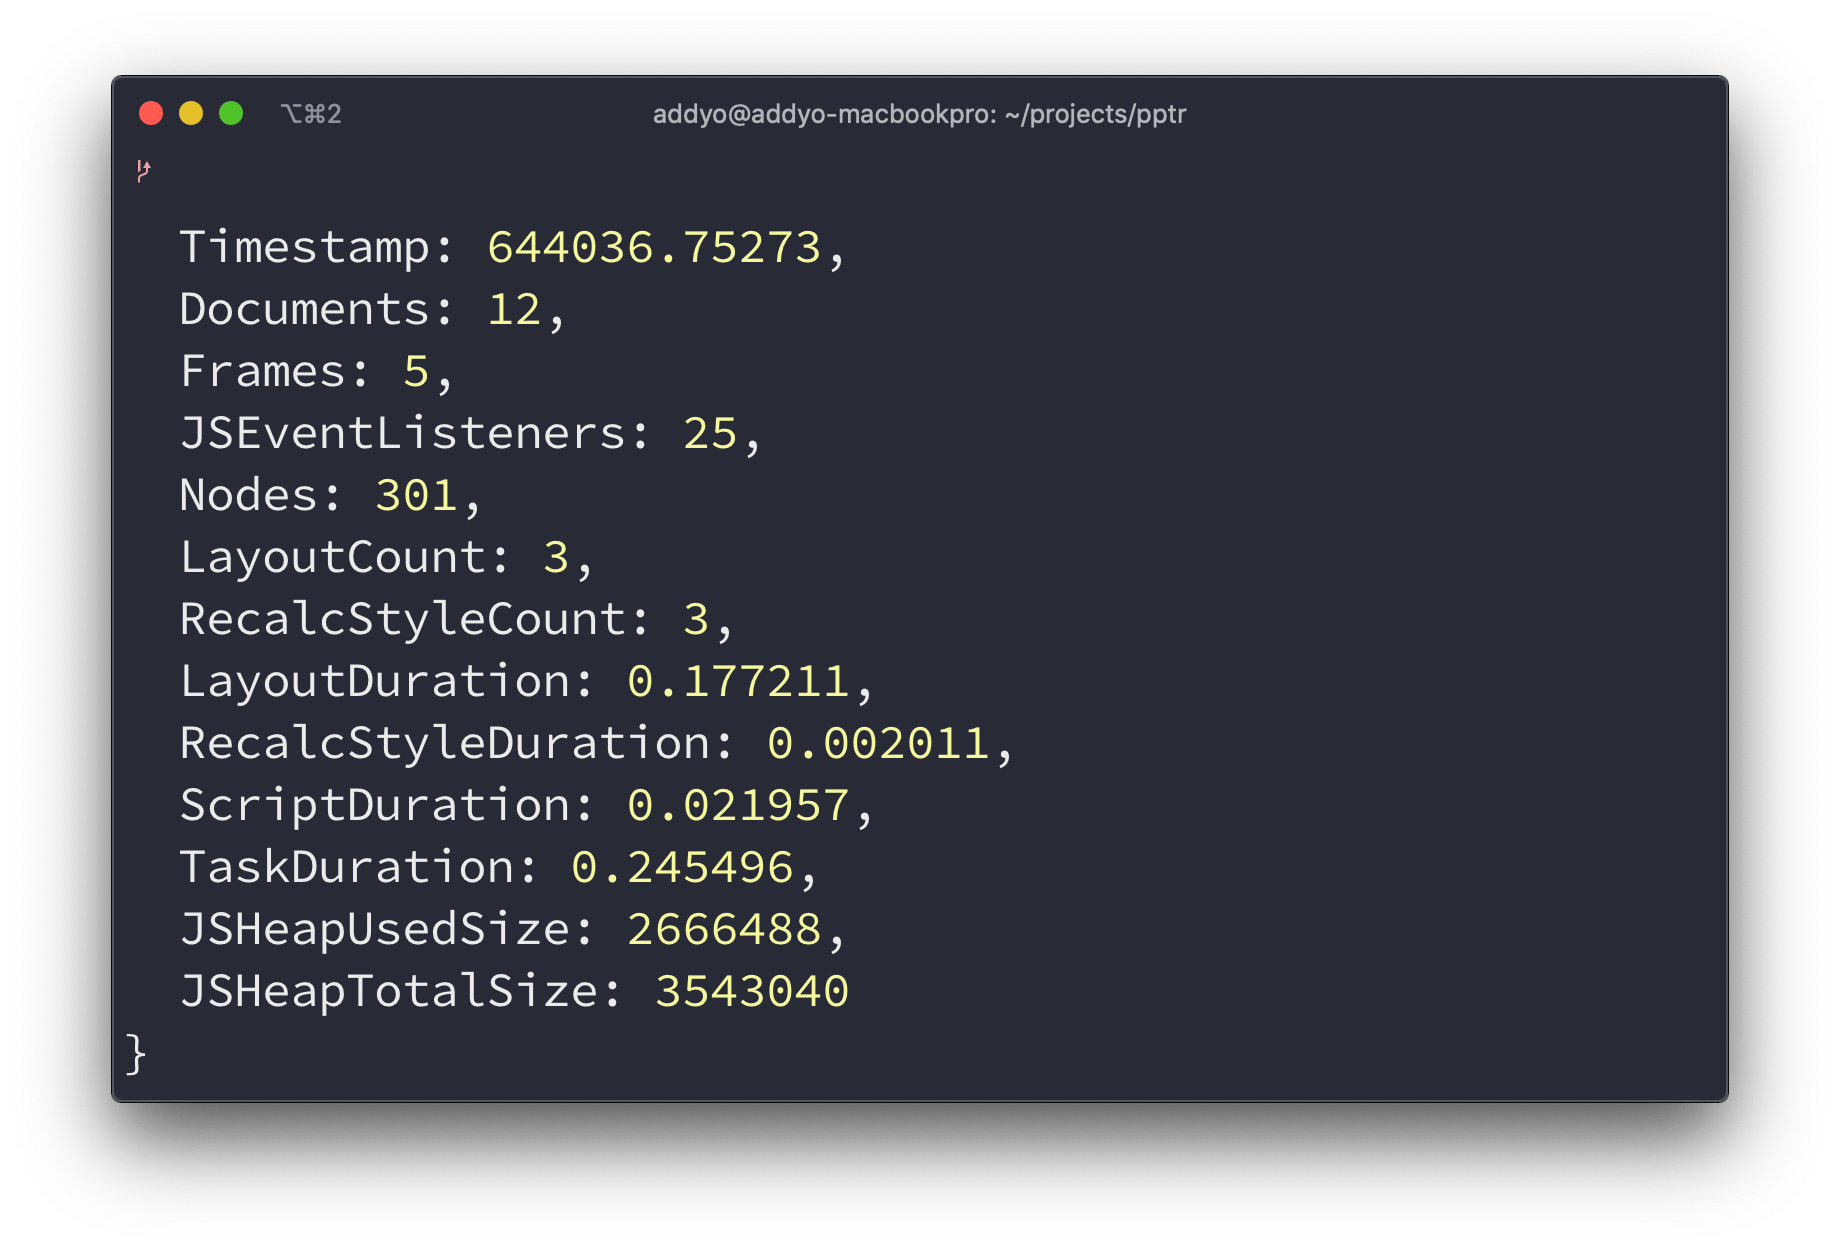 ⌥⌘2
addyo@addyo-macbookpro: ~/projects/pptr
Timestamp: 644036.75273,
Documents: 12,
Frames: 5,
JSEventListeners: 25,
Nodes: 301,
LayoutCount: 3,
RecalcStyleCount: 3,
LayoutDuration: 0.177211,
RecalcStyleDuration: 0.002011,
ScriptDuration: 0.021957,
TaskDuration: 0.245496,
JSHeapUsedSize: 2666488,
JSHeapTotalSize: 3543040
}